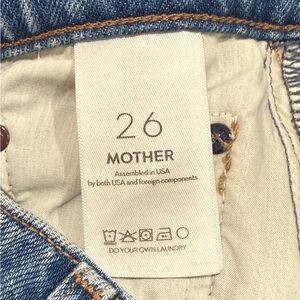 26
MOTHER
Assembled in USA
by both USA and foreign components
DO YOUR OWN LAUNDRY